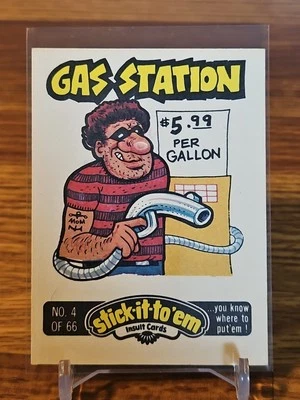 GAS STATION
$5.99
PER
GALLON
MOM
NO. 4
OF 66
stick-it-to'em
Insult Cards
...you know
where to
put'em!